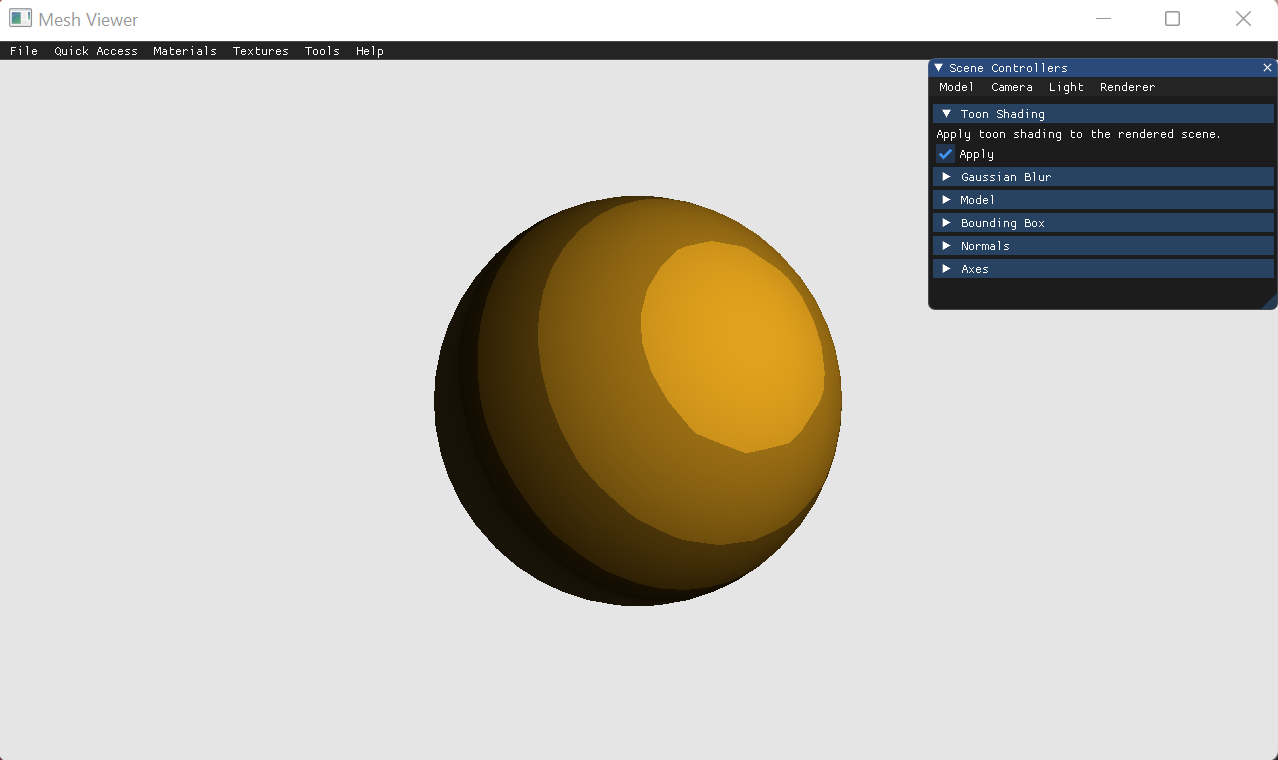 Mesh Viewer
File Quick Access Materials Textures Tools Help
Scene Controllers
Model Camera Light Renderer
Toon Shading
Apply toon shading to the rendered scene.
Apply
Gaussian Blur
Model
Bounding Box
Normals
Axes